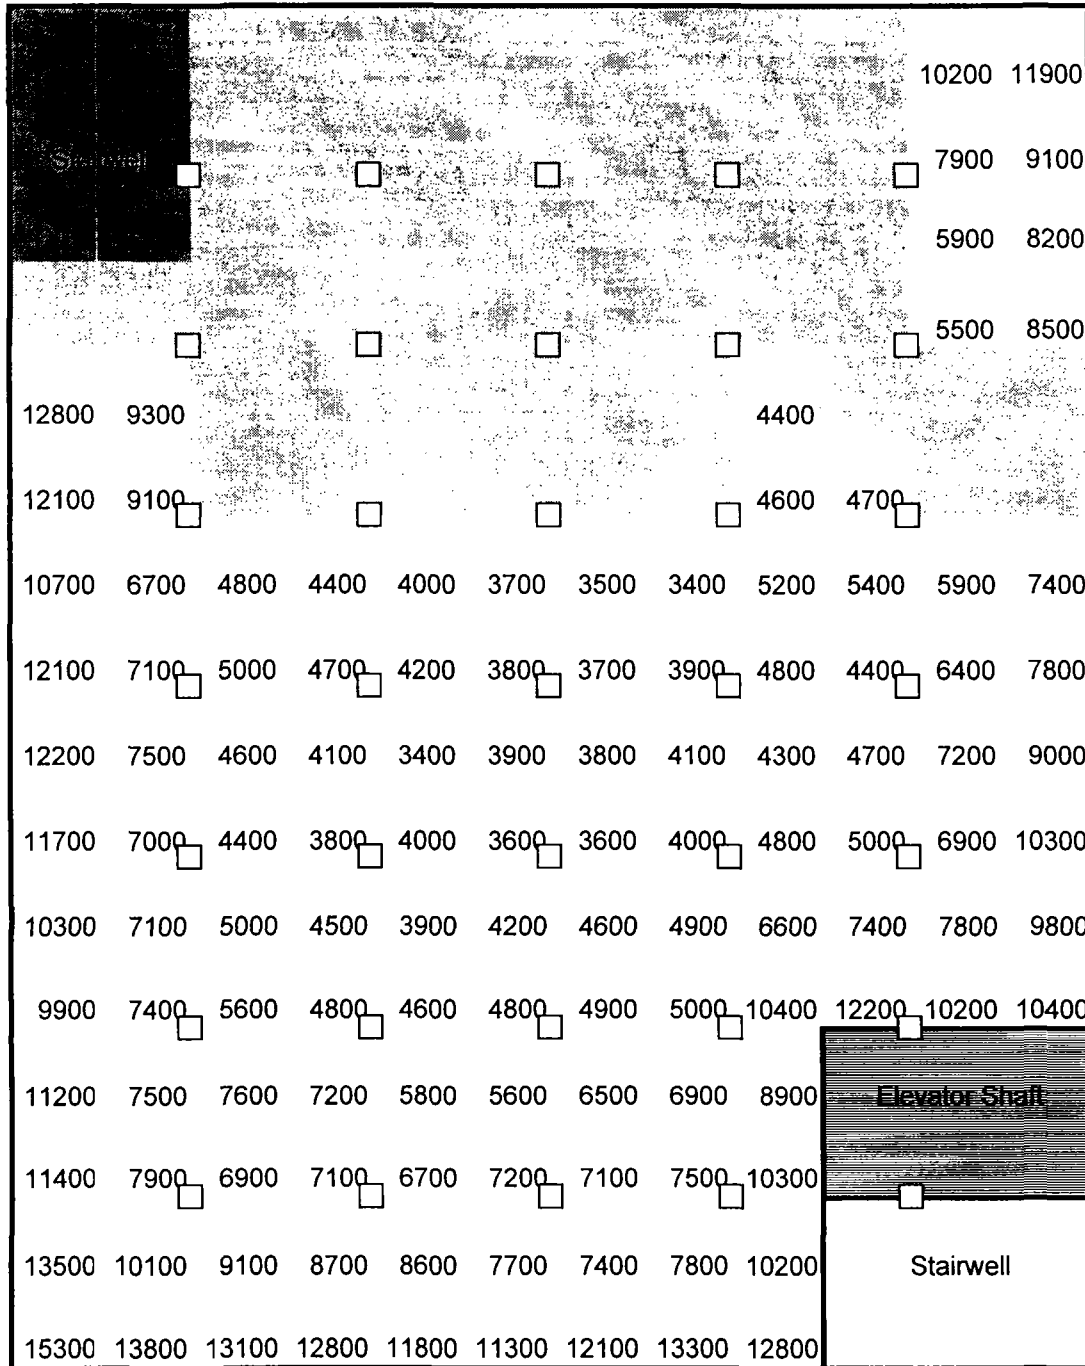 10200 11900
7900 9100
5900 8200
5500 8500
12800 9300 4400
12100 9100 4600 4700
10700 6700 4800 4400 4000 3700 3500 3400 5200 5400 5900 7400
12100 7100 5000 4700 4200 3800 3700 3900 4800 4400 6400 7800
12200 7500 4600 4100 3400 3900 3800 4100 4300 4700 7200 9000
11700 7000 4400 3800 4000 3600 3600 4000 4800 5000 6900 10300
10300 7100 5000 4500 3900 4200 4600 4900 6600 7400 7800 9800
9900 7400 5600 4800 4600 4800 4900 5000 10400 12200 10200 10400
11200 7500 7600 7200 5800 5600 6500 6900 8900 Elevator Shaft
11400 7900 6900 7100 6700 7200 7100 7500 10300
13500 10100 9100 8700 8600 7700 7400 7800 10200 Stairwell
15300 13800 13100 12800 11800 11300 12100 13300 12800